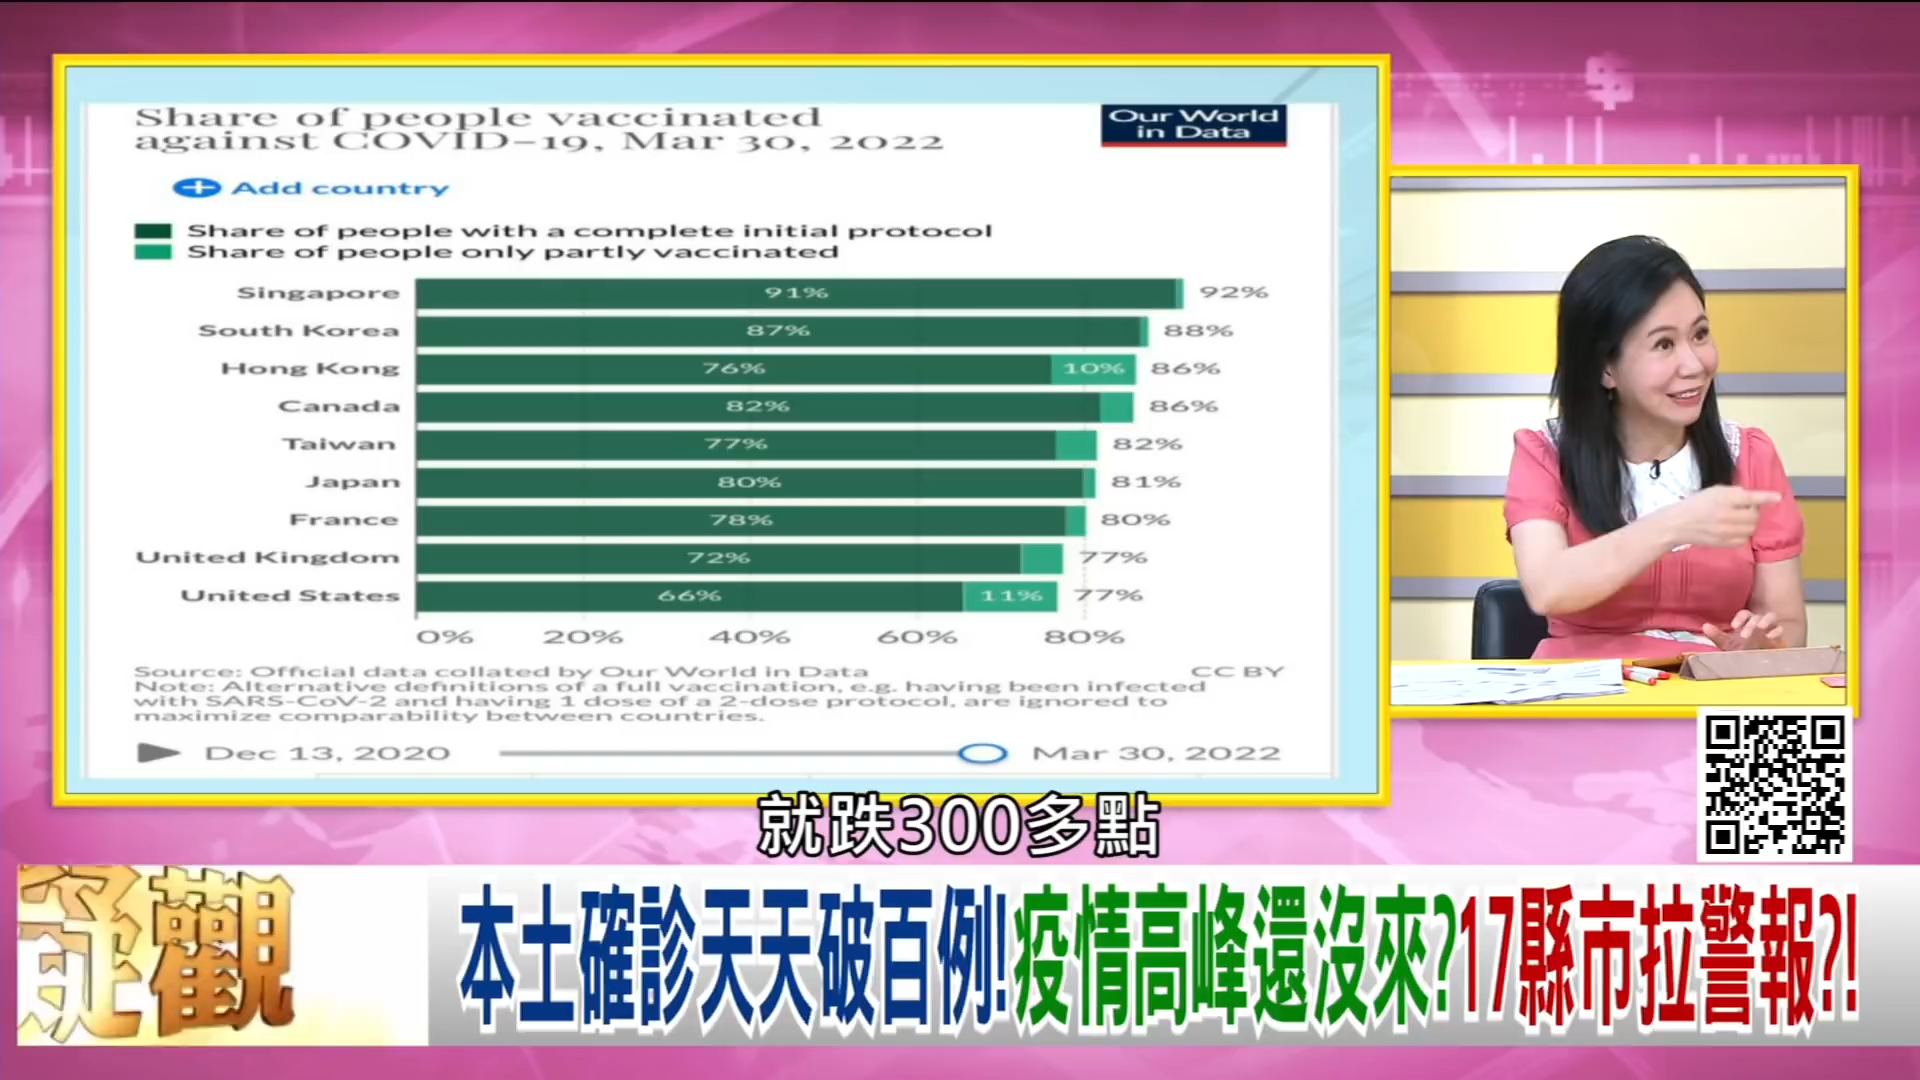 Share of people vaccinated
against COVID-19, Mar 30, 2022
Our World
in Data
Add country
Share of people with a complete initial protocol
Share of people only partly vaccinated
Singapore 91% 92%
South Korea 87% 88%
Hong Kong 76% 10% 86%
Canada 82% 86%
Taiwan 77% 82%
Japan 80% 81%
France 78% 80%
United Kingdom 72% 77%
United States 66% 11% 77%
0% 20% 40% 60% 80%
Source: Official data collated by Our World in Data CC BY
Note: Alternative definitions of a full vaccination, e.g. having been infected
with SARS-CoV-2 and having 1 dose of a 2-dose protocol, are ignored to
maximize comparability between countries.
Dec 13, 2020 Mar 30, 2022
就跌300多點
疑觀
本土確診天天破百例!疫情高峰還沒來?17縣市拉警報?!